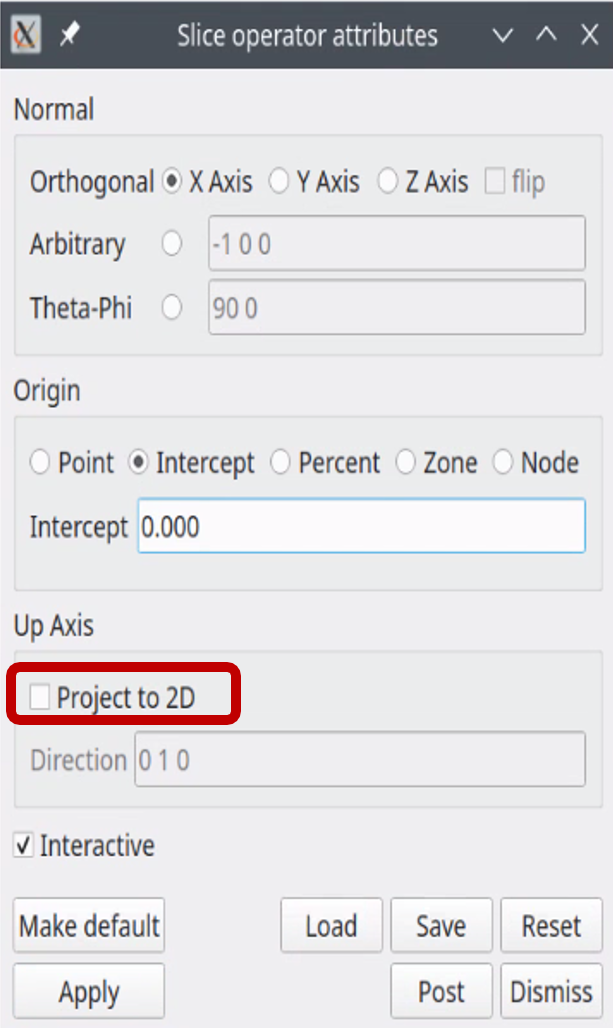 Slice operator attributes
Normal
Orthogonal X Axis Y Axis Z Axis flip
Arbitrary -1 0 0
Theta-Phi 90 0
Origin
Point Intercept Percent Zone Node
Intercept 0.000
Up Axis
Project to 2D
Direction 0 1 0
Interactive
Make default Load Save Reset
Apply Post Dismiss